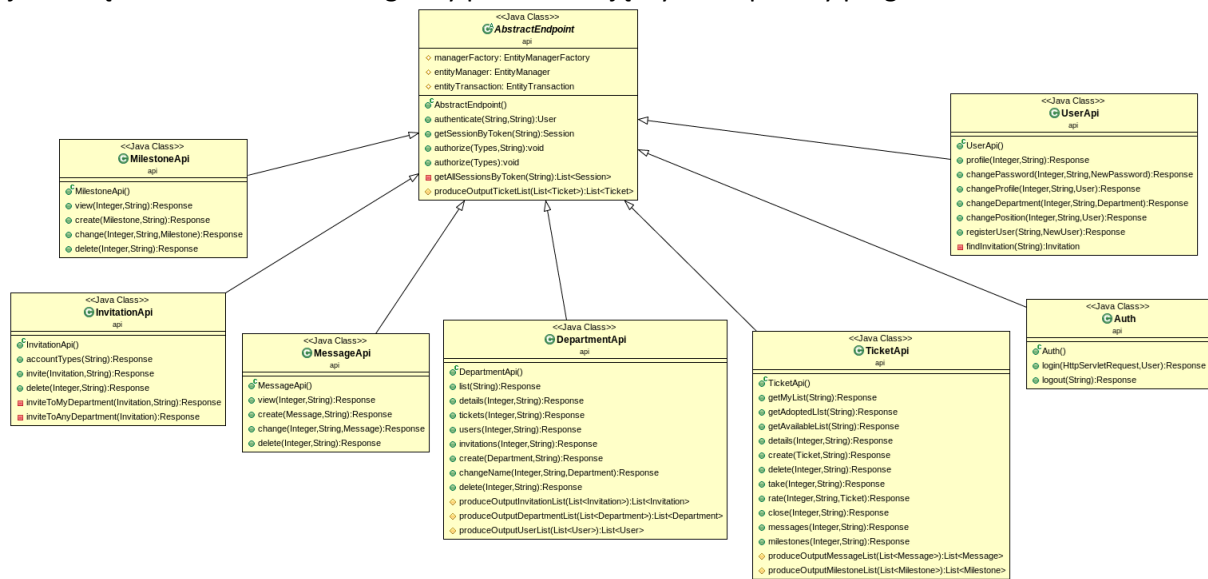 <<Java Class>>
AbstractEndpoint
api
managerFactory: EntityManagerFactory
entityManager: EntityManager
entityTransaction: EntityTransaction
AbstractEndpoint()
authenticate(String,String):User
getSessionByToken(String):Session
authorize(Types,String):void
authorize(Types):void
getAllSessionsByToken(String):List<Session>
produceOutputTicketList(List<Ticket>):List<Ticket>
<<Java Class>>
UserApi
api
UserApi()
profile(Integer,String):Response
changePassword(Integer,String,NewPassword):Response
changeProfile(Integer,String,User):Response
changeDepartment(Integer,String,Department):Response
changePosition(Integer,String,User):Response
registerUser(String,NewUser):Response
findInvitation(String):Invitation
<<Java Class>>
MilestoneApi
api
MilestoneApi()
view(Integer,String):Response
create(Milestone,String):Response
change(Integer,String,Milestone):Response
delete(Integer,String):Response
<<Java Class>>
InvitationApi
api
InvitationApi()
accountTypes(String):Response
invite(Invitation,String):Response
delete(Integer,String):Response
inviteToMyDepartment(Invitation,String):Response
inviteToAnyDepartment(Invitation):Response
<<Java Class>>
MessageApi
api
MessageApi()
view(Integer,String):Response
create(Message,String):Response
change(Integer,String,Message):Response
delete(Integer,String):Response
<<Java Class>>
DepartmentApi
api
DepartmentApi()
list(String):Response
details(Integer,String):Response
tickets(Integer,String):Response
users(Integer,String):Response
invitations(Integer,String):Response
create(Department,String):Response
changeName(Integer,String,Department):Response
delete(Integer,String):Response
produceOutputInvitationList(List<Invitation>):List<Invitation>
produceOutputDepartmentList(List<Department>):List<Department>
produceOutputUserList(List<User>):List<User>
<<Java Class>>
TicketApi
api
TicketApi()
getMyList(String):Response
getAdoptedLIst(String):Response
getAvailableList(String):Response
details(Integer,String):Response
create(Ticket,String):Response
delete(Integer,String):Response
take(Integer,String):Response
rate(Integer,String,Ticket):Response
close(Integer,String):Response
messages(Integer,String):Response
milestones(Integer,String):Response
produceOutputMessageList(List<Message>):List<Message>
produceOutputMilestoneList(List<Milestone>):List<Milestone>
<<Java Class>>
Auth
api
Auth()
login(HttpServletRequest,User):Response
logout(String):Response